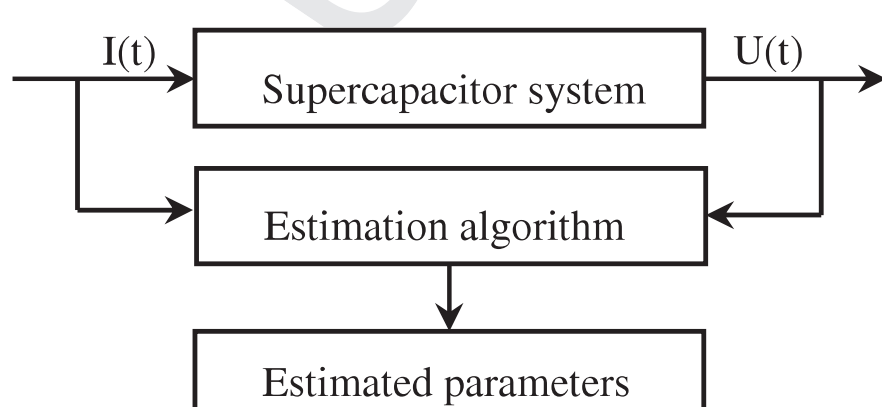 I(t)
U(t)
Supercapacitor system
Estimation algorithm
Estimated parameters